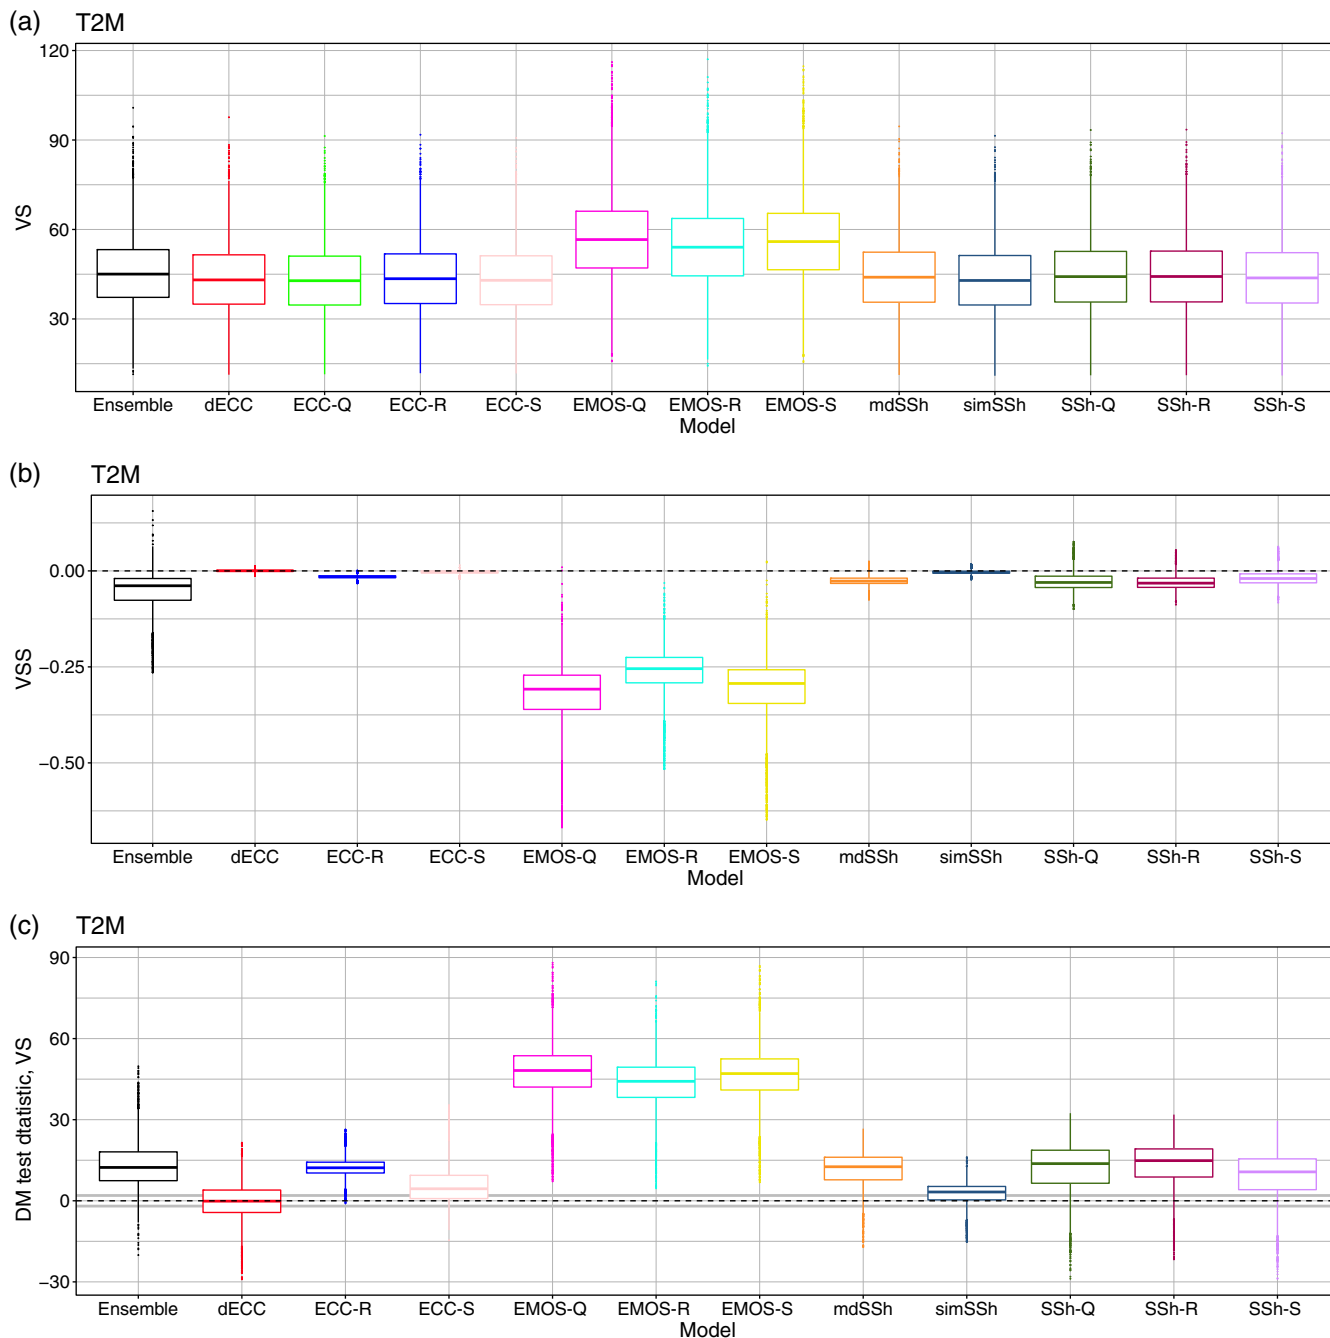 (a) T2M
120
90
60
30
VS
Ensemble dECC ECC-Q ECC-R ECC-S EMOS-Q EMOS-R EMOS-S mdSSh simSSh SSh-Q SSh-R SSh-S
Model
(b) T2M
0.00
−0.25
−0.50
VSS
Ensemble dECC ECC-R ECC-S EMOS-Q EMOS-R EMOS-S mdSSh simSSh SSh-Q SSh-R SSh-S
Model
(c) T2M
90
60
30
0
−30
DM test dtatistic, VS
Ensemble dECC ECC-R ECC-S EMOS-Q EMOS-R EMOS-S mdSSh simSSh SSh-Q SSh-R SSh-S
Model